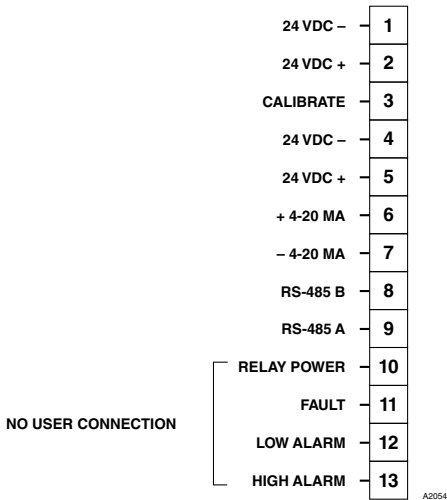 24 VDC – 1
24 VDC + 2
CALIBRATE 3
24 VDC – 4
24 VDC + 5
+ 4-20 MA 6
– 4-20 MA 7
RS-485 B 8
RS-485 A 9
RELAY POWER 10
FAULT 11
NO USER CONNECTION
LOW ALARM 12
HIGH ALARM 13
A2054